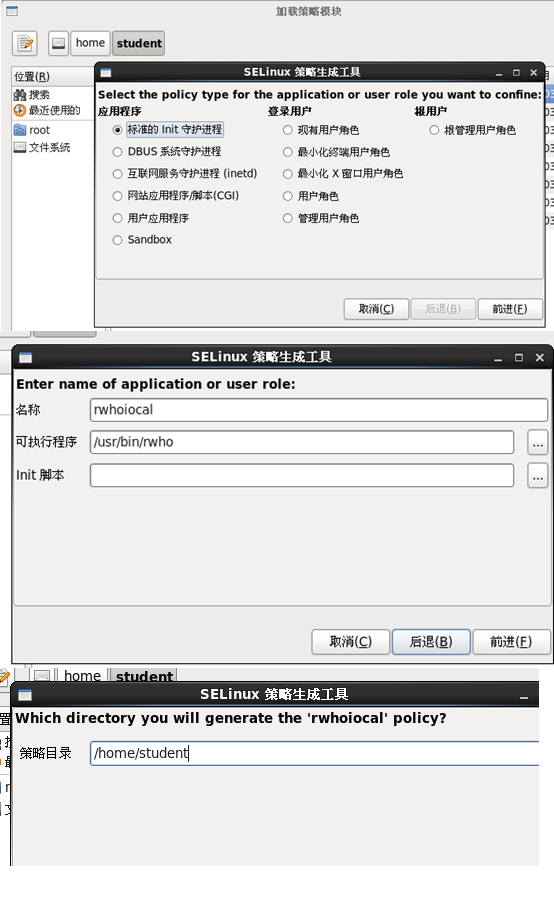 加载策略模块
home student
位置(R)
搜索
最近使用的
root
文件系统
SELinux 策略生成工具
Select the policy type for the application or user role you want to confine:
应用程序 登录用户 根用户
标准的 Init 守护进程 现有用户角色 根管理用户角色
DBUS 系统守护进程 最小化终端用户角色
互联网服务守护进程 (inetd) 最小化 X 窗口用户角色
网站应用程序/脚本(CGI) 用户角色
用户应用程序 管理用户角色
Sandbox
取消(C) 后退(B) 前进(F)
SELinux 策略生成工具
Enter name of application or user role:
名称 rwhoiocal
可执行程序 /usr/bin/rwho ...
Init 脚本 ...
取消(C) 后退(B) 前进(F)
home student
SELinux 策略生成工具
Which directory you will generate the 'rwhoiocal' policy?
策略目录 /home/student